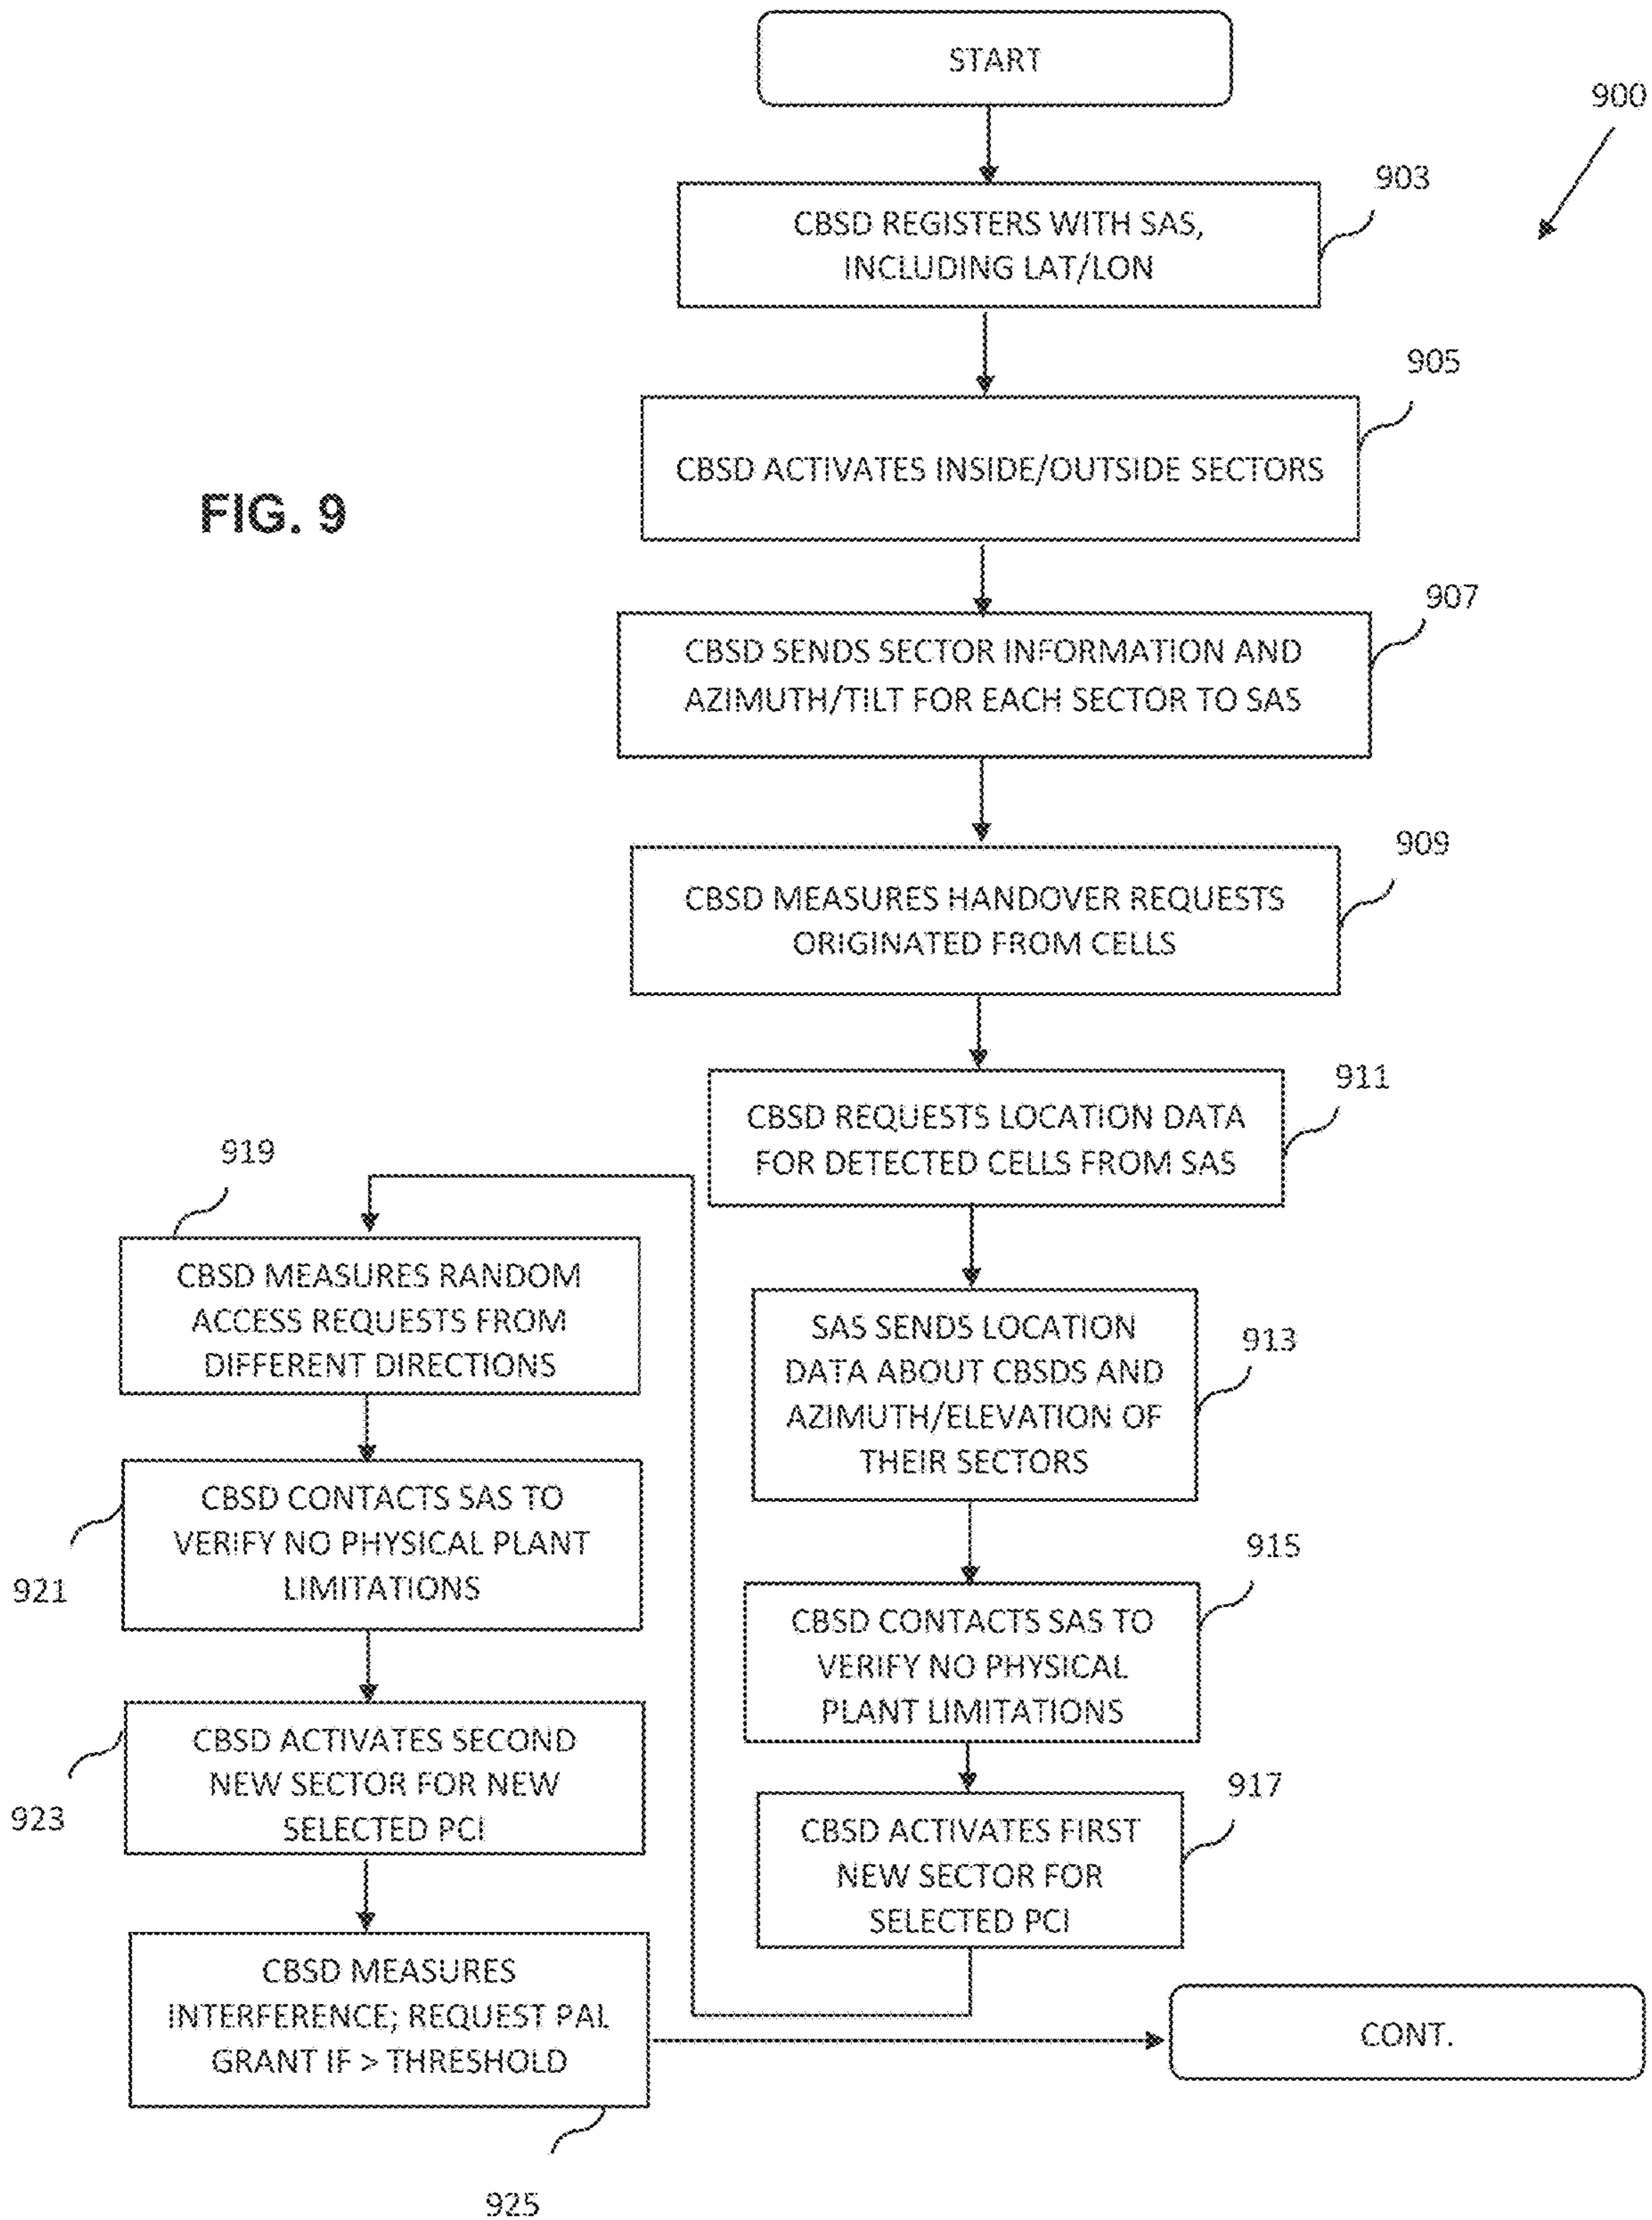 START
900
903
CBSD REGISTERS WITH SAS,
INCLUDING LAT/LON
905
CBSD ACTIVATES INSIDE/OUTSIDE SECTORS
FIG. 9
907
CBSD SENDS SECTOR INFORMATION AND
AZIMUTH/TILT FOR EACH SECTOR TO SAS
909
CBSD MEASURES HANDOVER REQUESTS
ORIGINATED FROM CELLS
911
CBSD REQUESTS LOCATION DATA
FOR DETECTED CELLS FROM SAS
913
SAS SENDS LOCATION
DATA ABOUT CBSDS AND
AZIMUTH/ELEVATION OF
THEIR SECTORS
915
CBSD CONTACTS SAS TO
VERIFY NO PHYSICAL
PLANT LIMITATIONS
917
CBSD ACTIVATES FIRST
NEW SECTOR FOR
SELECTED PCI
919
CBSD MEASURES RANDOM
ACCESS REQUESTS FROM
DIFFERENT DIRECTIONS
921
CBSD CONTACTS SAS TO
VERIFY NO PHYSICAL PLANT
LIMITATIONS
923
CBSD ACTIVATES SECOND
NEW SECTOR FOR NEW
SELECTED PCI
CBSD MEASURES
INTERFERENCE; REQUEST PAL
GRANT IF > THRESHOLD
925
CONT.